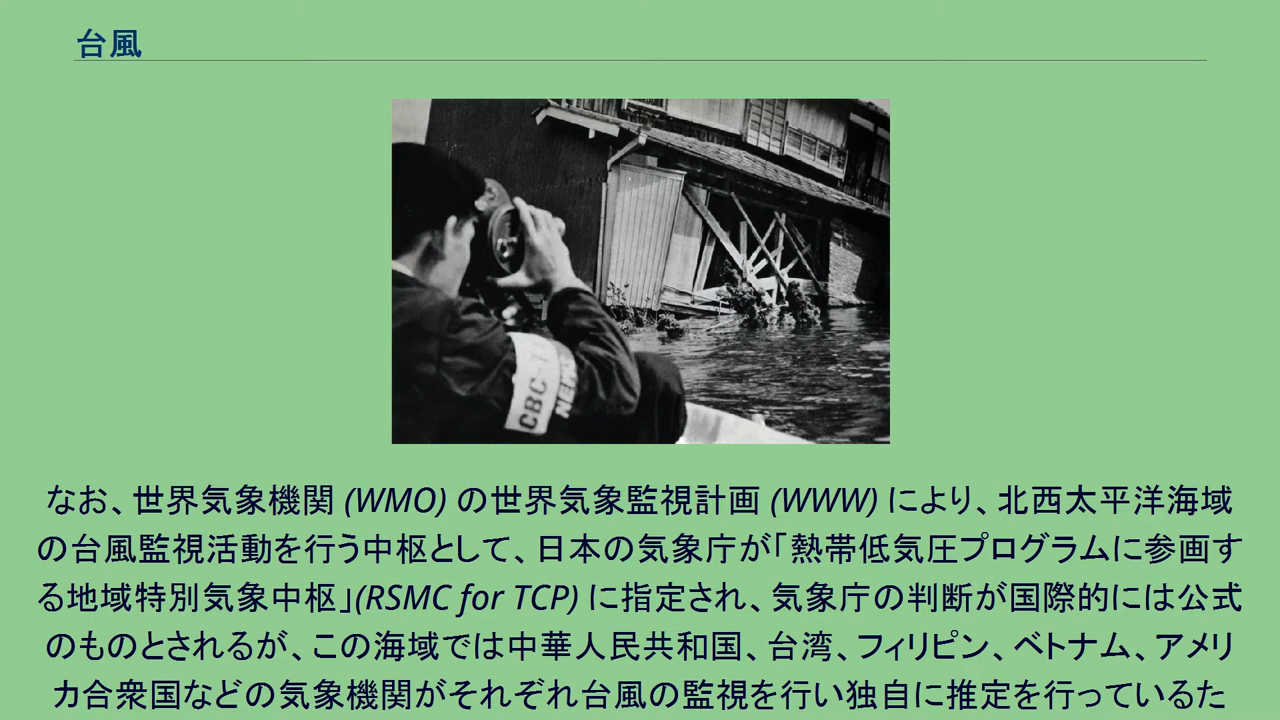 台風
CBC-T
NEWS
なお、世界気象機関 (WMO) の世界気象監視計画 (WWW) により、北西太平洋海域
の台風監視活動を行う中枢として、日本の気象庁が「熱帯低気圧プログラムに参画す
る地域特別気象中枢」(RSMC for TCP) に指定され、気象庁の判断が国際的には公式
のものとされるが、この海域では中華人民共和国、台湾、フィリピン、ベトナム、アメリ
カ合衆国などの気象機関がそれぞれ台風の監視を行い独自に推定を行っているた